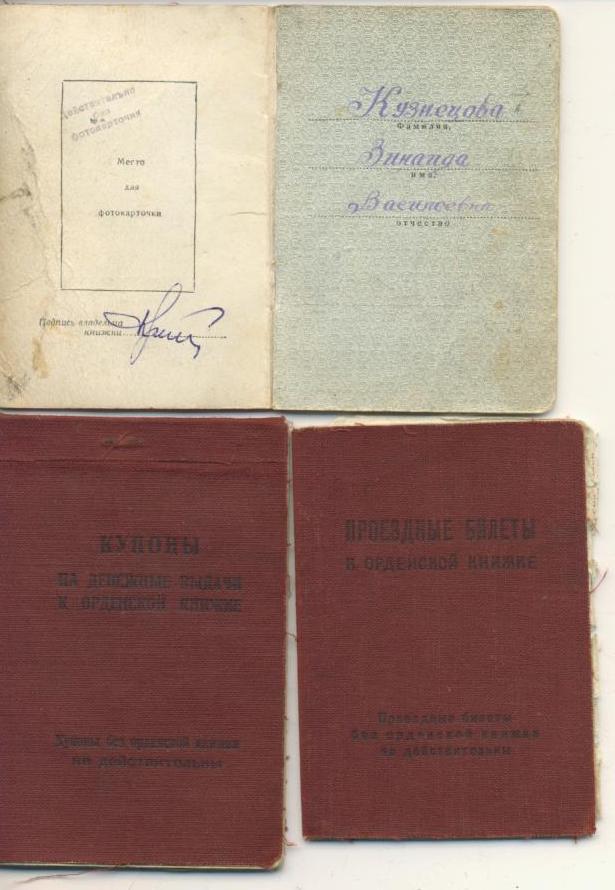 Действительно
без
фотокарточки
Место
для
фотокарточки
Подпись владельца
книжки
Кузнецова
Фамилия,
Зинаида
имя,
Васильевна
отчество
КУПОНЫ
НА ДЕНЕЖНЫЕ ВЫДАЧИ
К ОРДЕНСКОЙ КНИЖКЕ
Купоны без орденской книжки
не действительны
ПРОЕЗДНЫЕ БИЛЕТЫ
К ОРДЕНСКОЙ КНИЖКЕ
Проездные билеты
без орденской книжки
не действительны